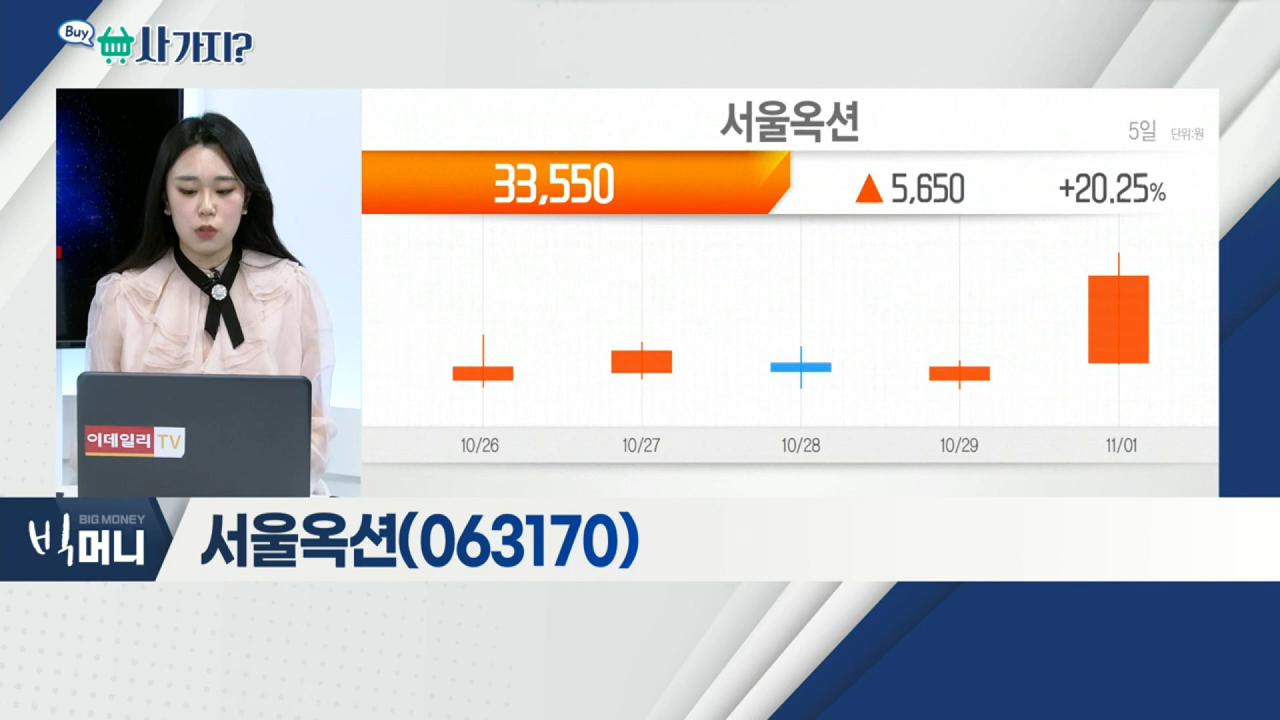 Buy
사가지?
서울옥션
5일 단위:원
33,550 ▲ 5,650 +20.25%
10/26 10/27 10/28 10/29 11/01
이데일리 TV
BIG MONEY
빅머니
서울옥션(063170)